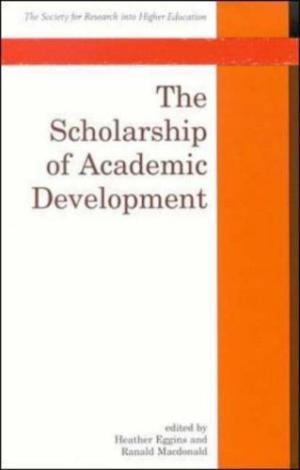 The Society for Research into Higher Education
The
Scholarship
of Academic
Development
edited by
Heather Eggins and
Ranald Macdonald